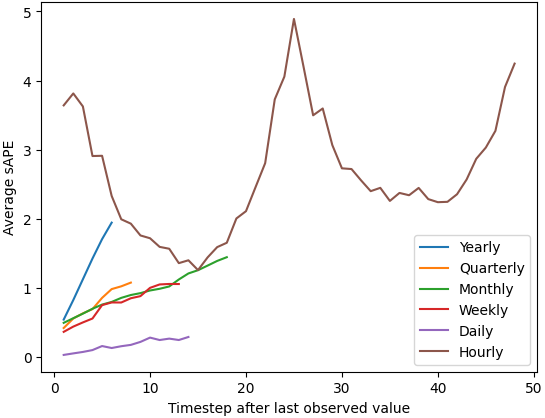 5
4
3
2
1
0
Average sAPE
0
10
20
30
40
50
Timestep after last observed value
Yearly
Quarterly
Monthly
Weekly
Daily
Hourly